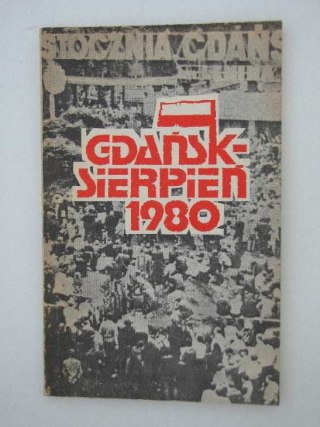 STOCZNIA GDAŃS
GDAŃSK-
SIERPIEŃ
1980